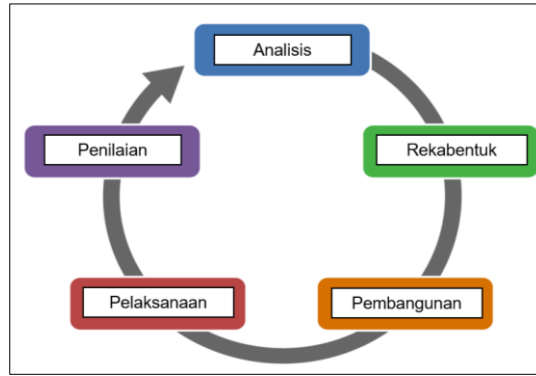 Analisis
Rekabentuk
Pembangunan
Pelaksanaan
Penilaian